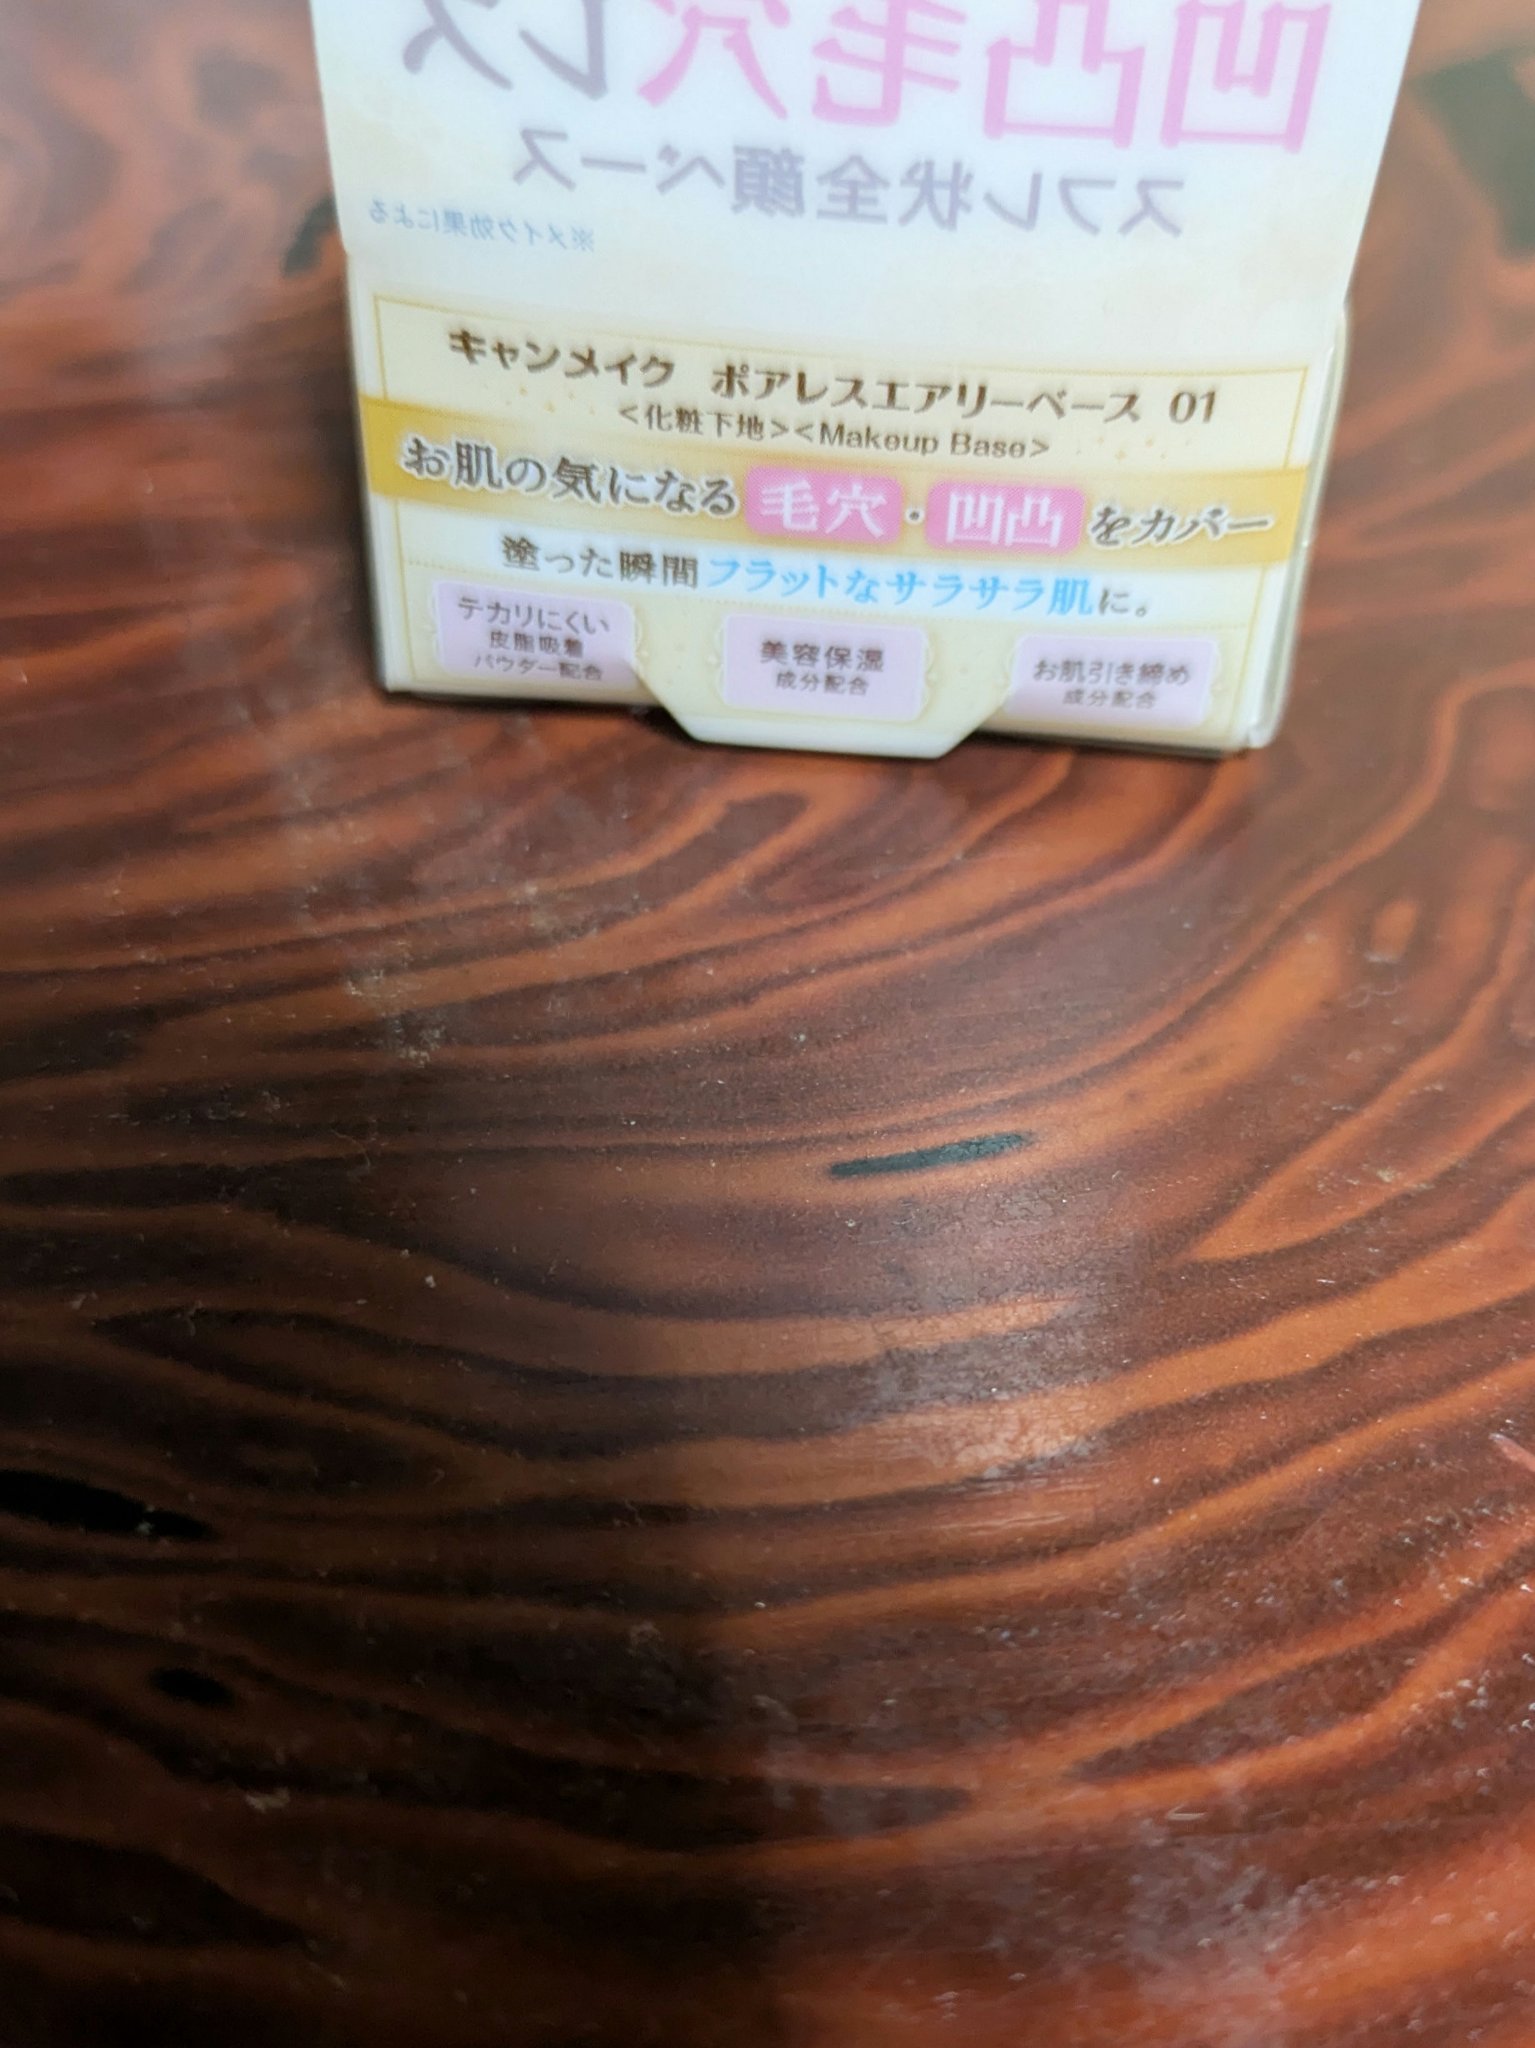 凹凸毛穴レス
スフレ状全顔ベース
※メイク効果による
キャンメイク ポアレスエアリーベース 01
<化粧下地><Makeup Base>
お肌の気になる 毛穴・凹凸 をカバー
塗った瞬間フラットなサラサラ肌に。
テカリにくい
皮脂吸着
パウダー配合
美容保湿
成分配合
お肌引き締め
成分配合